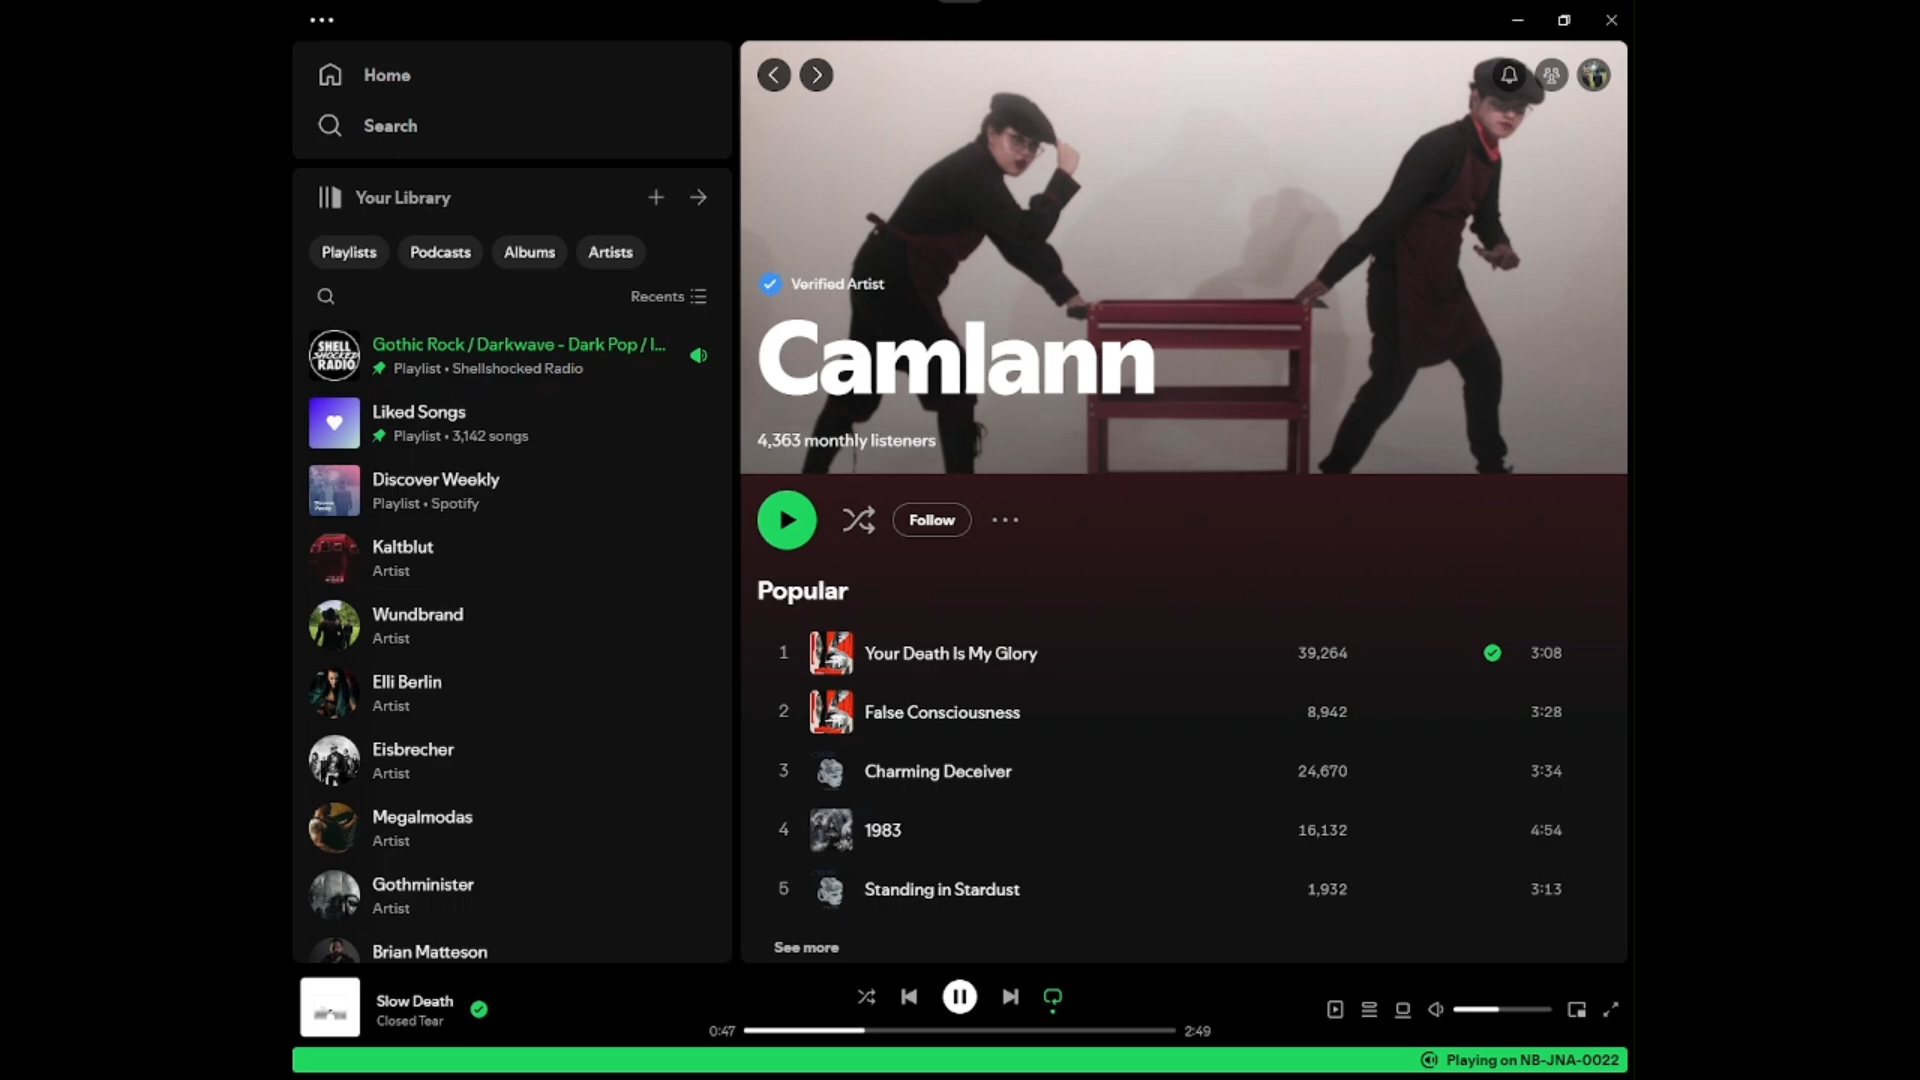 Home
Search
Your Library
Playlists
Podcasts
Albums
Artists
Recents
SHELL
SHOCKED
RADIO
Gothic Rock / Darkwave - Dark Pop / I...
Playlist • Shellshocked Radio
Liked Songs
Playlist • 3,142 songs
Discover Weekly
Playlist • Spotify
Kaltblut
Artist
Wundbrand
Artist
Elli Berlin
Artist
Eisbrecher
Artist
Megalmodas
Artist
Gothminister
Artist
Brian Matteson
Verified Artist
Camlann
4,363 monthly listeners
Follow
Popular
1 Your Death Is My Glory 39,264 3:08
2 False Consciousness 8,942 3:28
3 Charming Deceiver 24,670 3:34
4 1983 16,132 4:54
5 Standing in Stardust 1,932 3:13
See more
Slow Death
Closed Tear
0:47
2:49
Playing on NB-JNA-0022